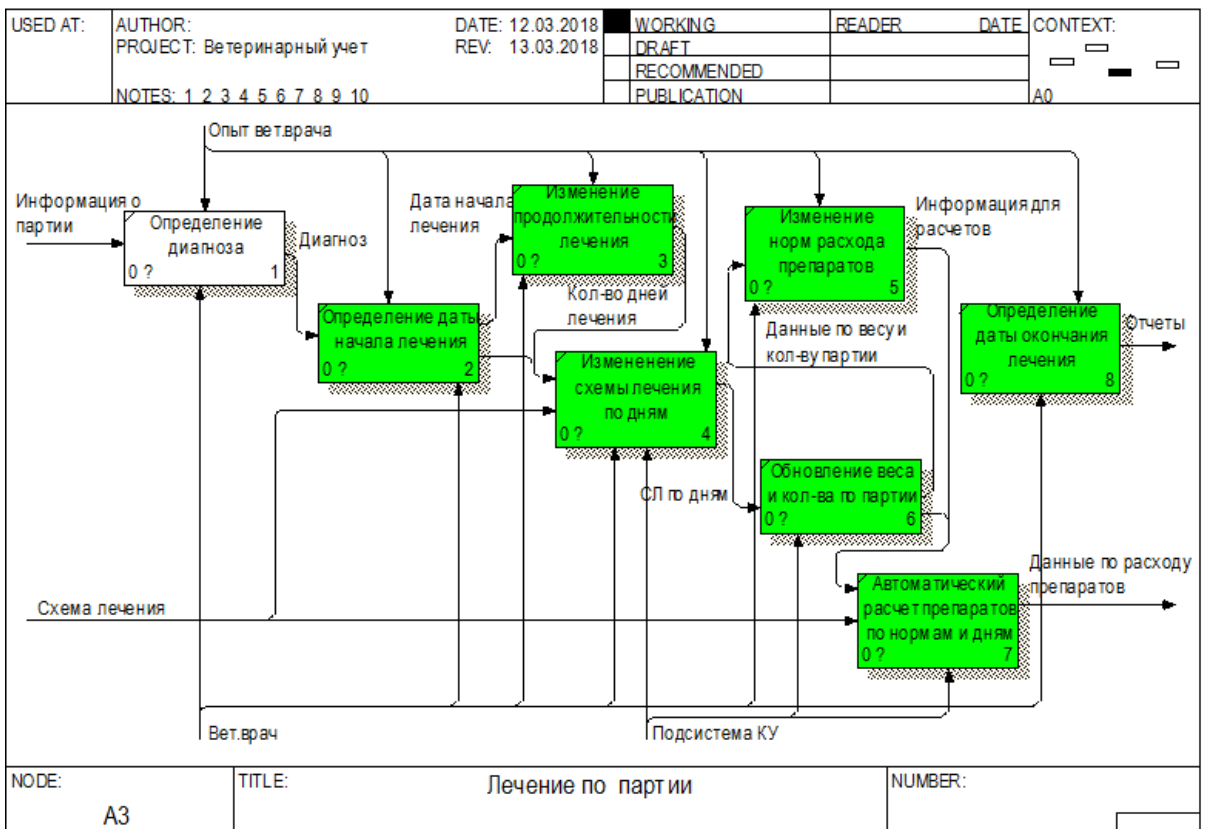 USED AT:
AUTHOR:
DATE: 12.03.2018
WORKING
READER
DATE
CONTEXT:
PROJECT: Ветеринарный учет
REV: 13.03.2018
DRAFT
RECOMMENDED
NOTES: 1 2 3 4 5 6 7 8 9 10
PUBLICATION
A0
Опыт вет.врача
Информация о
партии
Определение
диагноза
0 ?
1
Диагноз
Определение даты
начала лечения
0 ?
2
Дата начала
лечения
Изменение
продолжительности
лечения
0 ?
3
Кол-во дней
лечения
Измененение
схемы лечения
по дням
0 ?
4
Изменение
норм расхода
препаратов
0 ?
5
Информация для
расчетов
Данные по весу и
кол-ву партии
Определение
даты окончания
лечения
0 ?
8
Отчеты
СЛ по дням
Обновление веса
и кол-ва по партии
0 ?
6
Автоматический
расчет препаратов
по нормам и дням
0 ?
7
Данные по расходу
препаратов
Схема лечения
Вет.врач
Подсистема КУ
NODE:
A3
TITLE:
Лечение по партии
NUMBER: